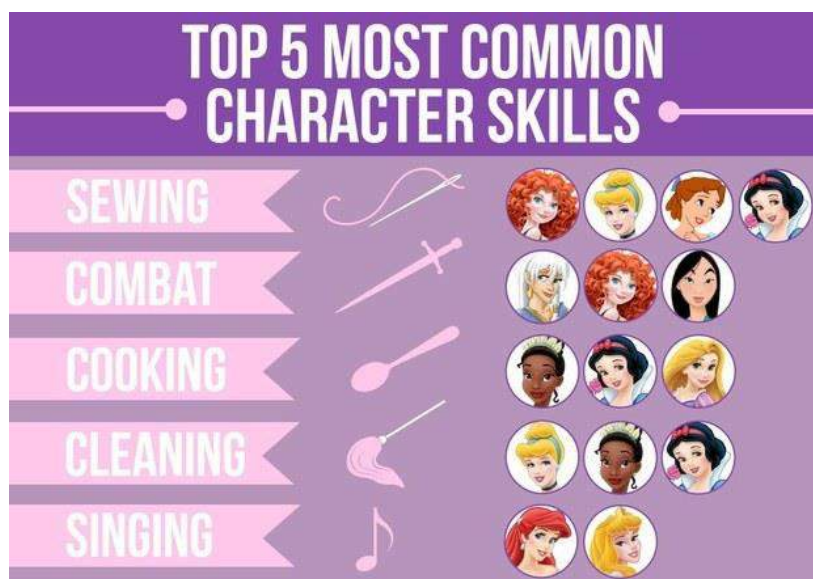 TOP 5 MOST COMMON
CHARACTER SKILLS
SEWING
COMBAT
COOKING
CLEANING
SINGING